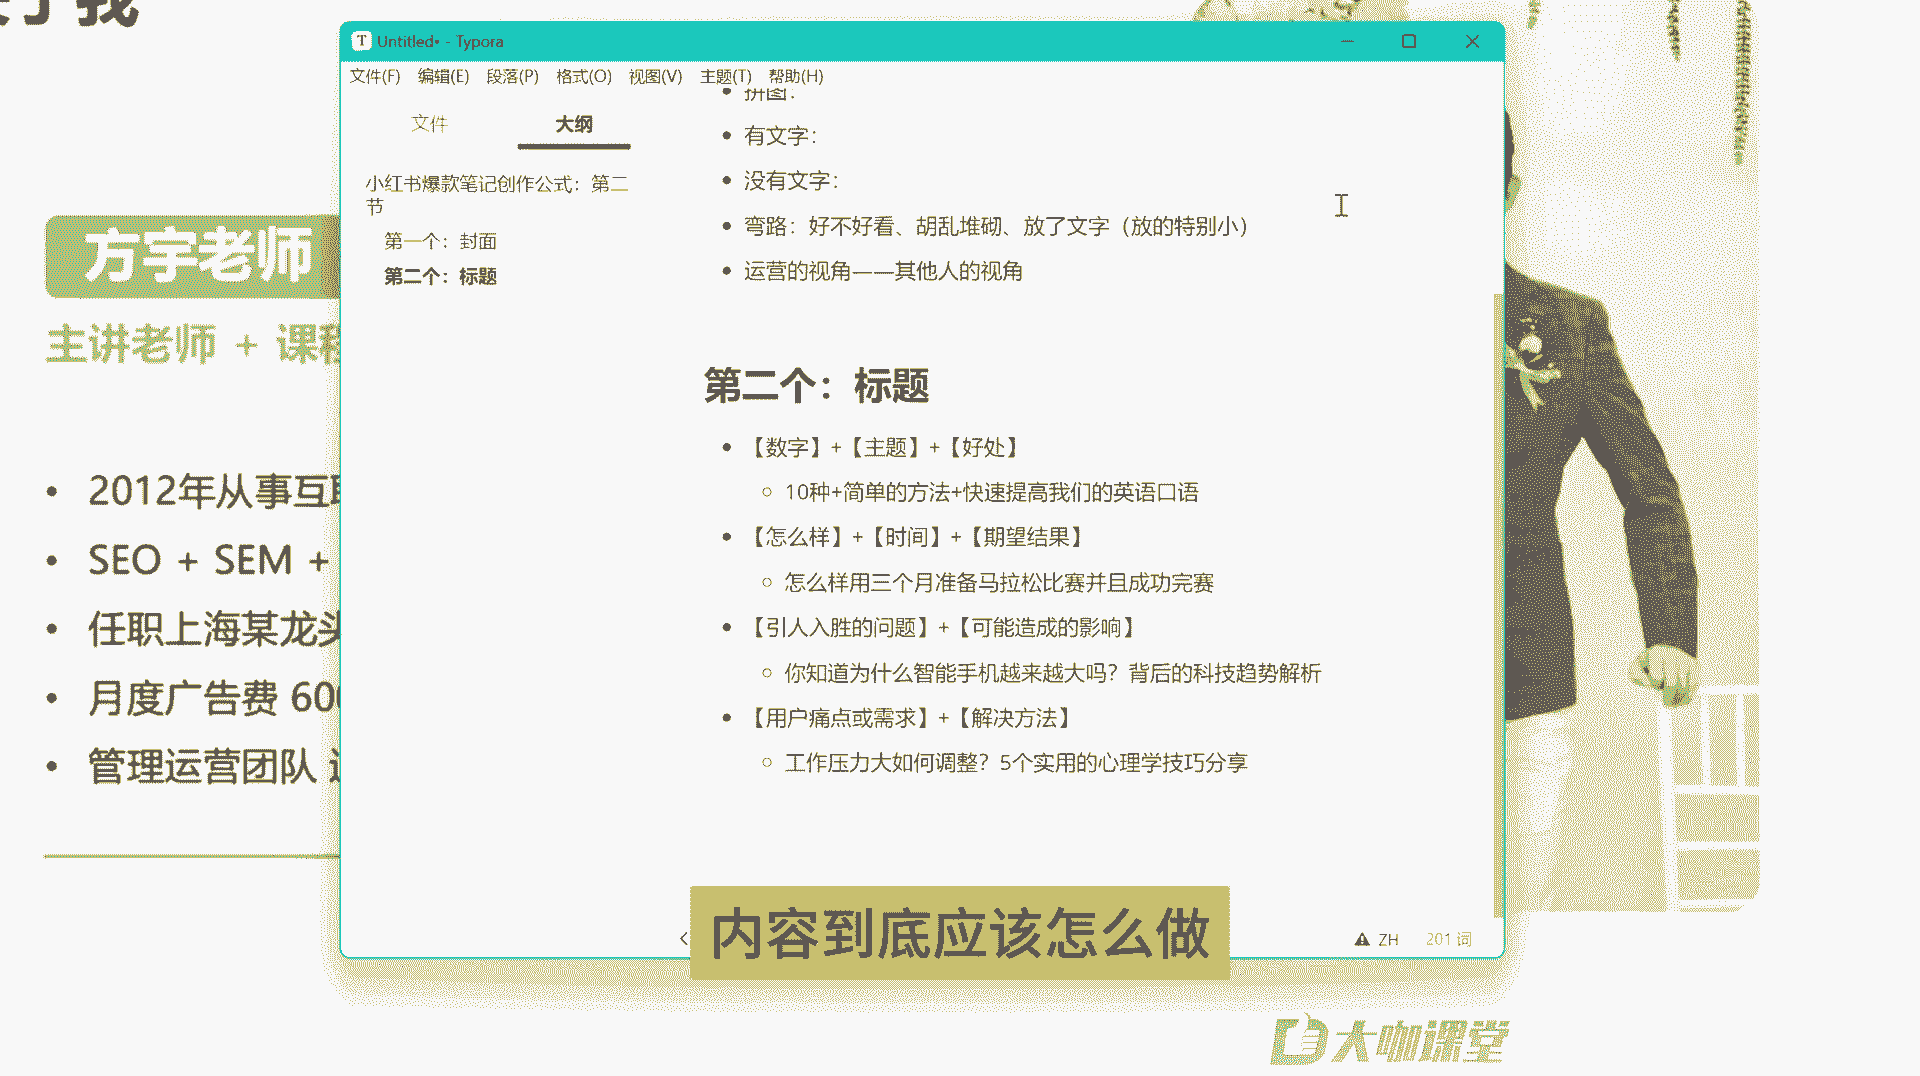 Untitled• - Typora
文件(F) 编辑(E) 段落(P) 格式(O) 视图(V) 主题(T) 帮助(H)
文件 大纲
小红书爆款笔记创作公式：第二
节
第一个：封面
第二个：标题
拼图：
有文字：
没有文字：
弯路：好不好看、胡乱堆砌、放了文字（放的特别小）
运营的视角——其他人的视角
第二个：标题
【数字】+【主题】+【好处】
10种+简单的方法+快速提高我们的英语口语
【怎么样】+【时间】+【期望结果】
怎么样用三个月准备马拉松比赛并且成功完赛
【引人入胜的问题】+【可能造成的影响】
你知道为什么智能手机越来越大吗？背后的科技趋势解析
【用户痛点或需求】+【解决方法】
工作压力大如何调整？5个实用的心理学技巧分享
ZH 201 词
方宇老师
主讲老师 + 课程
• 2012年从事互联
• SEO + SEM +
• 任职上海某龙头
• 月度广告费 600
• 管理运营团队
内容到底应该怎么做
大咖课堂